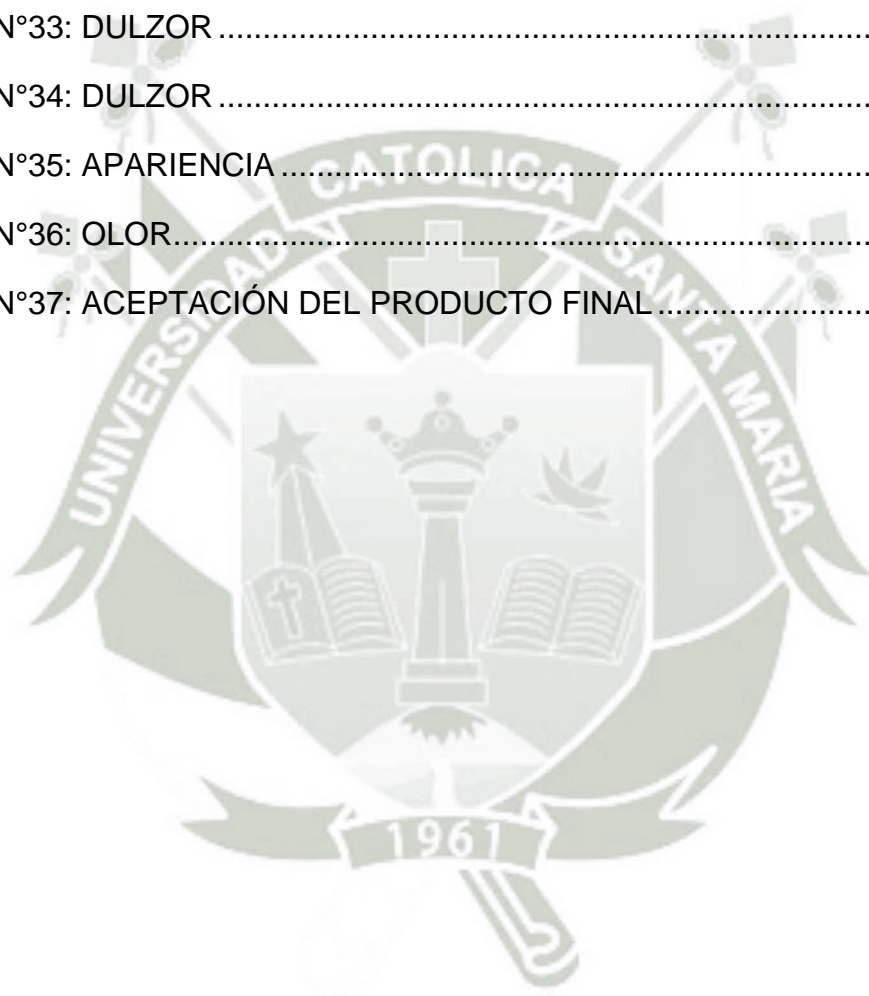 N°33: DULZOR ........................................................................
N°34: DULZOR ........................................................................
N°35: APARIENCIA ................................................................
N°36: OLOR.............................................................................
N°37: ACEPTACIÓN DEL PRODUCTO FINAL ......................
UNIVERSIDAD CATOLICA SANTA MARIA
1961